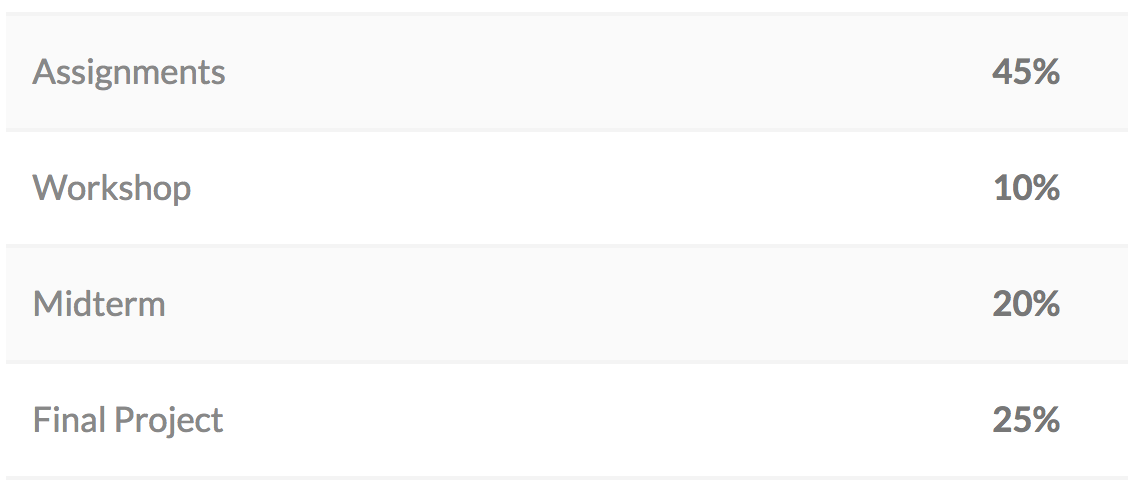 Assignments 45%
Workshop 10%
Midterm 20%
Final Project 25%